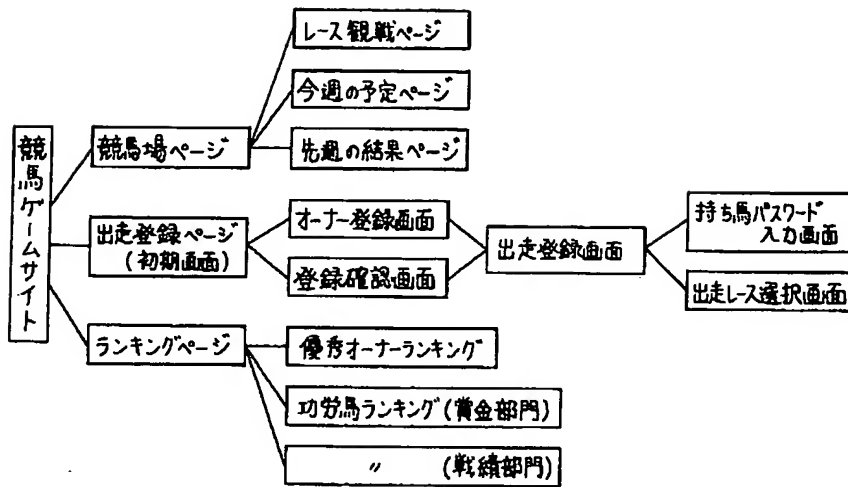 競馬ゲームサイト
競馬場ページ
レース観戦ページ
今週の予定ページ
先週の結果ページ
出走登録ページ
(初期画面)
オーナー登録画面
登録確認画面
出走登録画面
持ち馬パスワード
入力画面
出走レース選択画面
ランキングページ
優秀オーナーランキング
功労馬ランキング(賞金部門)
〃 (戦績部門)